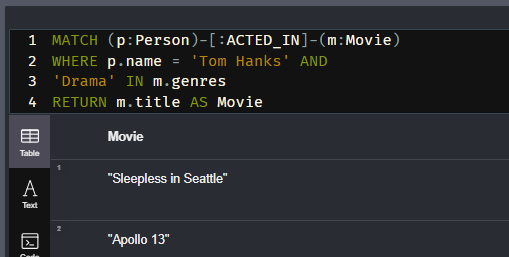 1 MATCH (p:Person)-[:ACTED_IN]-(m:Movie)
2 WHERE p.name = 'Tom Hanks' AND
3 'Drama' IN m.genres
4 RETURN m.title AS Movie
Table
Movie
1
"Sleepless in Seattle"
Text
2
"Apollo 13"
Code